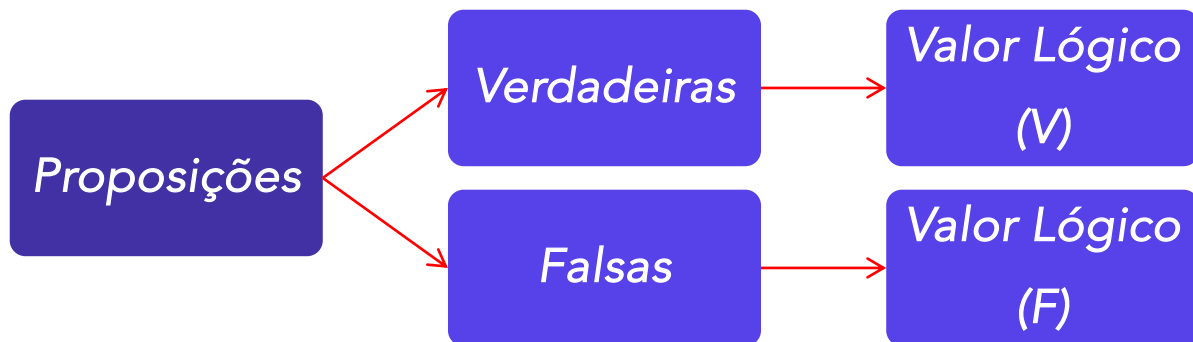 Proposições
Verdadeiras
Valor Lógico
(V)
Falsas
Valor Lógico
(F)